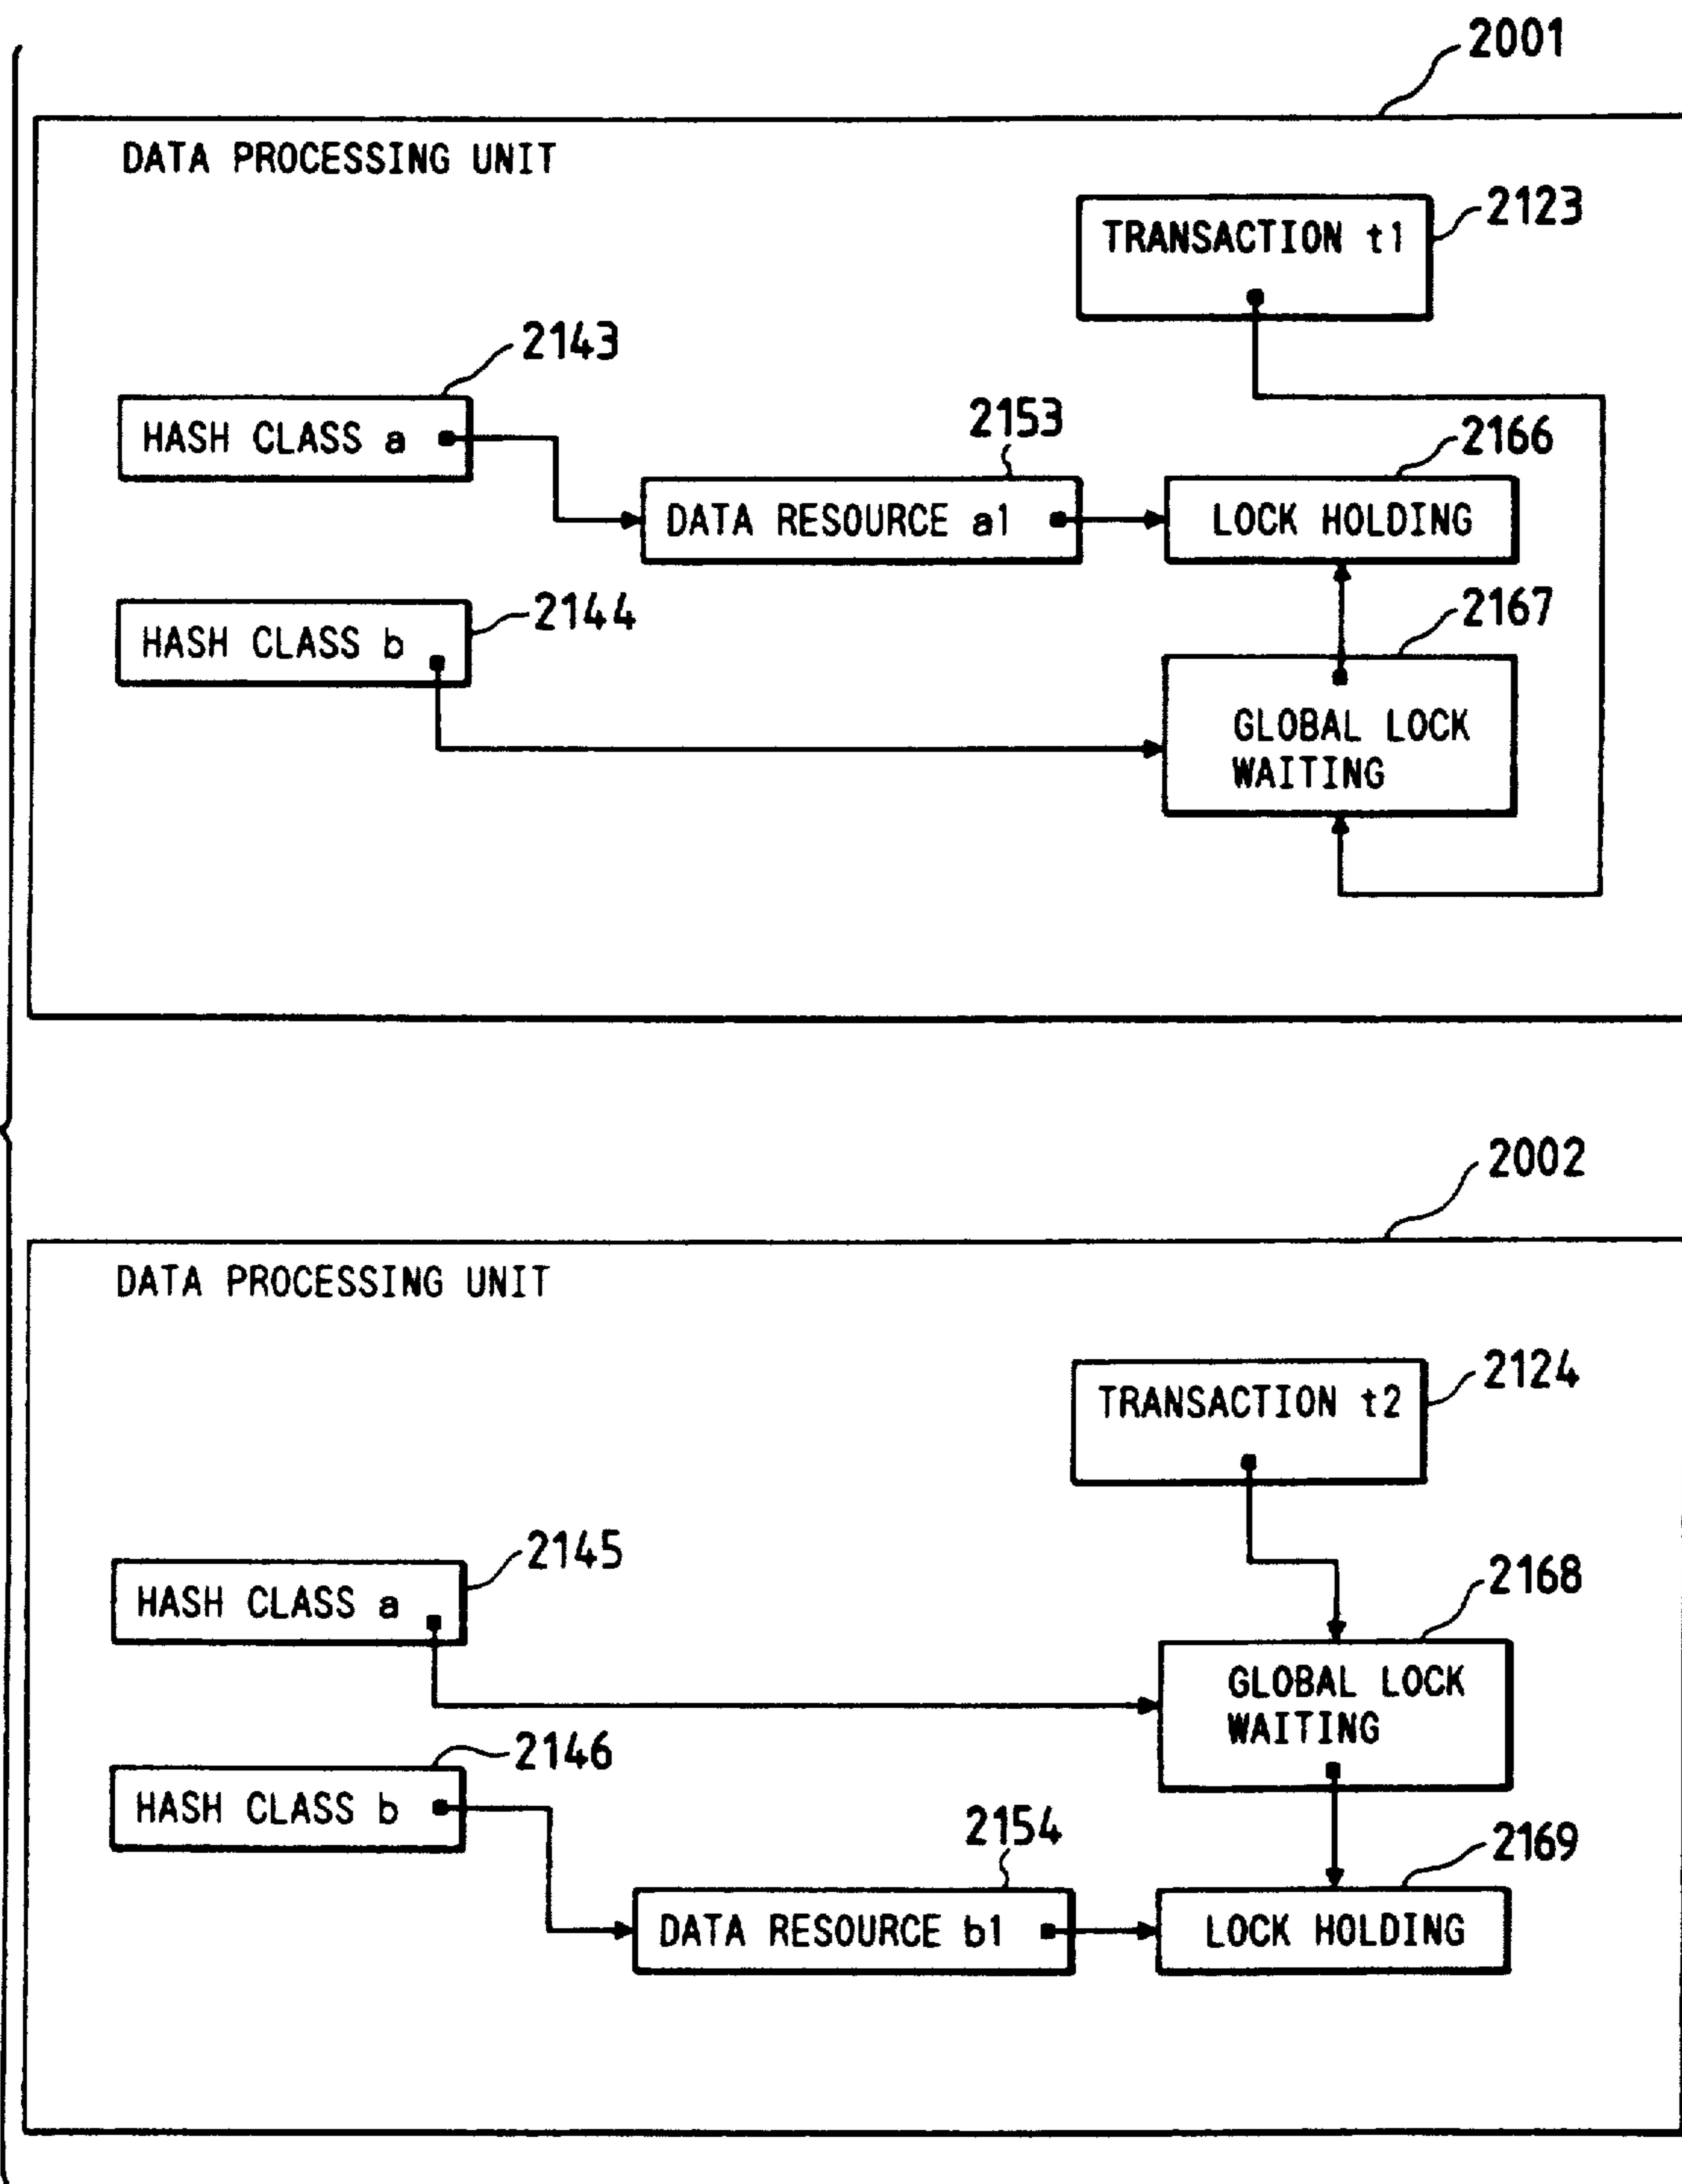 2001
DATA PROCESSING UNIT
2123
TRANSACTION t1
2143
HASH CLASS a
2153
DATA RESOURCE a1
2166
LOCK HOLDING
2144
HASH CLASS b
2167
GLOBAL LOCK
WAITING
2002
DATA PROCESSING UNIT
2124
TRANSACTION t2
2145
HASH CLASS a
2168
GLOBAL LOCK
WAITING
2146
HASH CLASS b
2154
DATA RESOURCE b1
2169
LOCK HOLDING